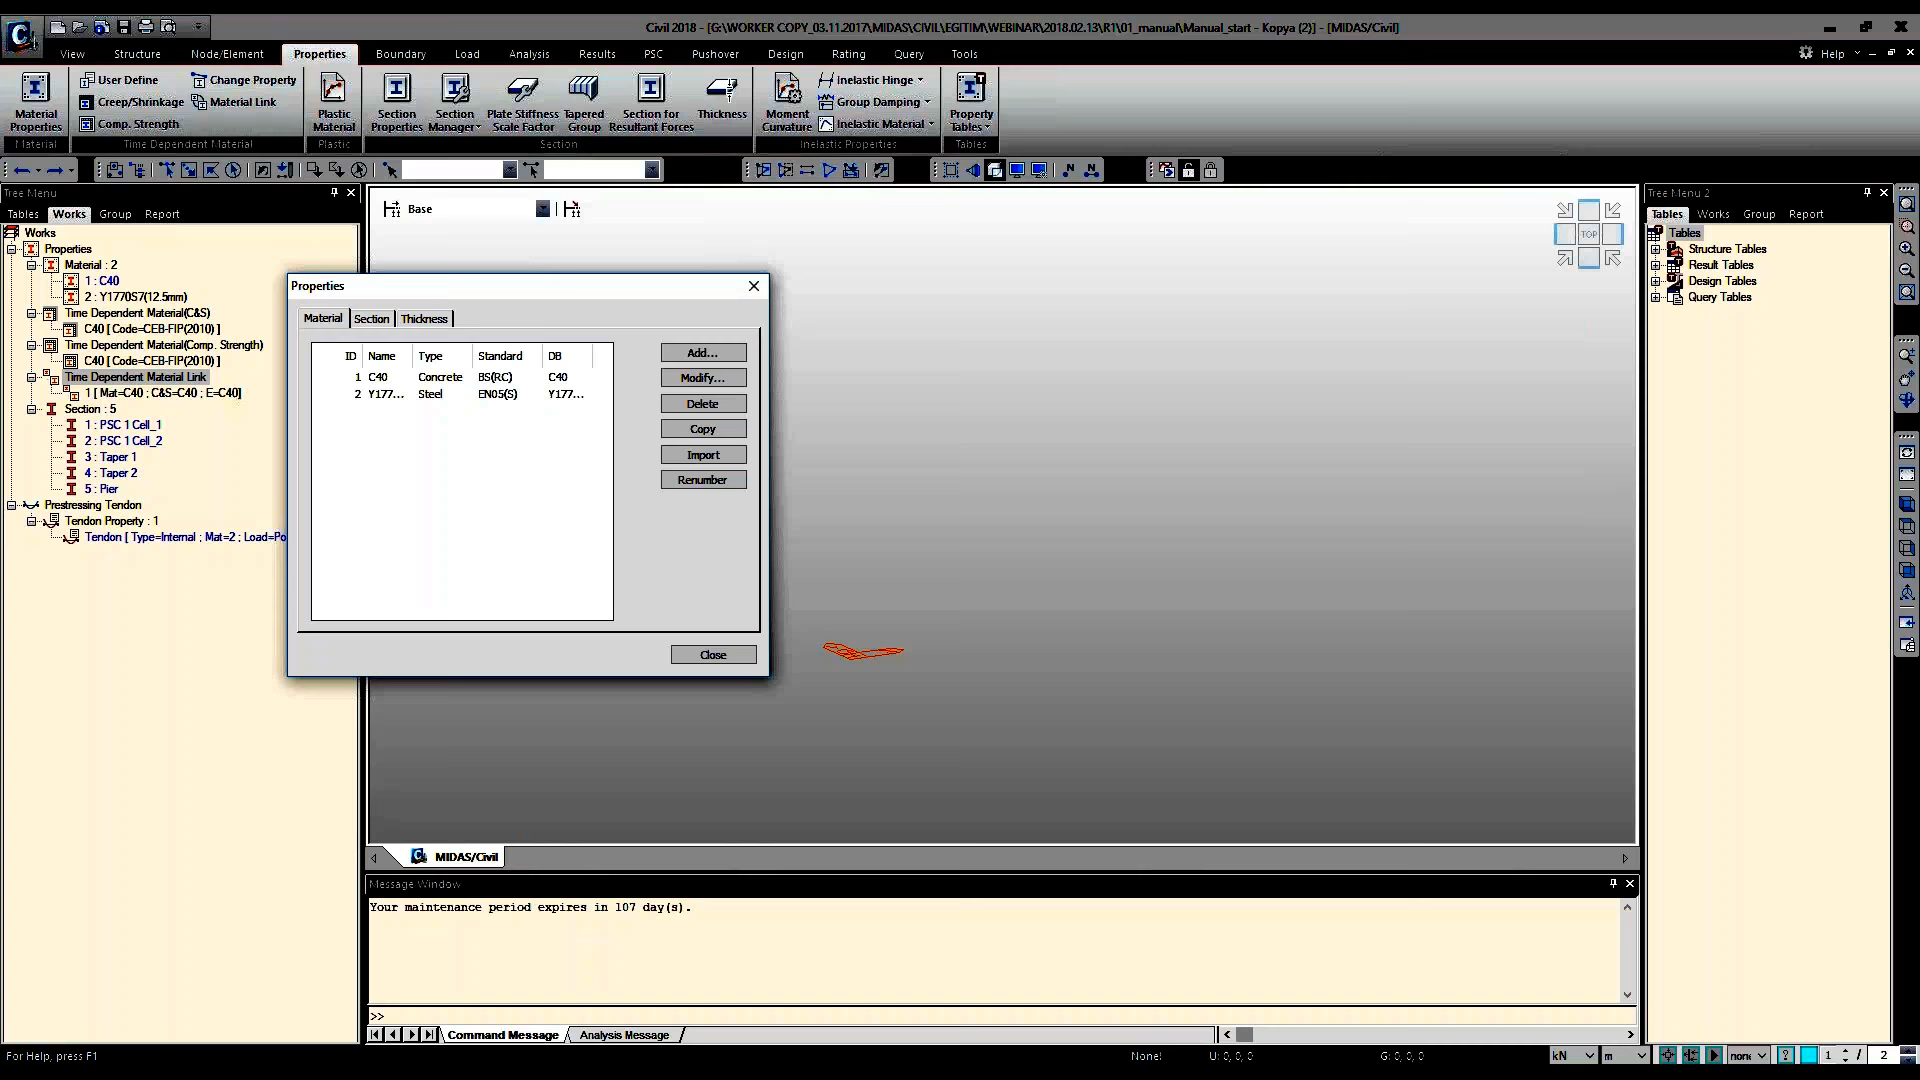 Civil 2018 - [G:\WORKER COPY_03.11.2017\MIDAS\CIVIL\EGITIM\WEBINAR\2018.02.13\R1\01_manual\Manual_start - Kopya (2)] - [MIDAS/Civil]
View Structure Node/Element Properties Boundary Load Analysis Results PSC Pushover Design Rating Query Tools Help
User Define Change Property Inelastic Hinge
Creep/Shrinkage Material Link Group Damping
Comp. Strength Inelastic Material
Material Properties
Plastic Material
Section Properties
Section Manager
Plate Stiffness Scale Factor
Tapered Group
Section for Resultant Forces
Thickness
Moment Curvature
Property Tables
Material Time Dependent Material Plastic Section Inelastic Properties Tables
Tree Menu
Tables Works Group Report
Works
Properties
Material : 2
1 : C40
2 : Y1770S7(12.5mm)
Time Dependent Material(C&S)
C40 [ Code=CEB-FIP(2010) ]
Time Dependent Material(Comp. Strength)
C40 [ Code=CEB-FIP(2010) ]
Time Dependent Material Link
1 [ Mat=C40 ; C&S=C40 ; E=C40]
Section : 5
1 : PSC 1 Cell_1
2 : PSC 1 Cell_2
3 : Taper 1
4 : Taper 2
5 : Pier
Prestressing Tendon
Tendon Property : 1
Tendon [ Type=Internal ; Mat=2 ; Load=Po
Base
TOP
Properties
Material Section Thickness
ID Name Type Standard DB
1 C40 Concrete BS(RC) C40
2 Y177... Steel EN05(S) Y177...
Add...
Modify...
Delete
Copy
Import
Renumber
Close
MIDAS/Civil
Message Window
Your maintenance period expires in 107 day(s).
>>
Command Message Analysis Message
Tree Menu 2
Tables Works Group Report
Tables
Structure Tables
Result Tables
Design Tables
Query Tables
For Help, press F1
None!
U: 0, 0, 0
G: 0, 0, 0
kN m none ? 1 / 2